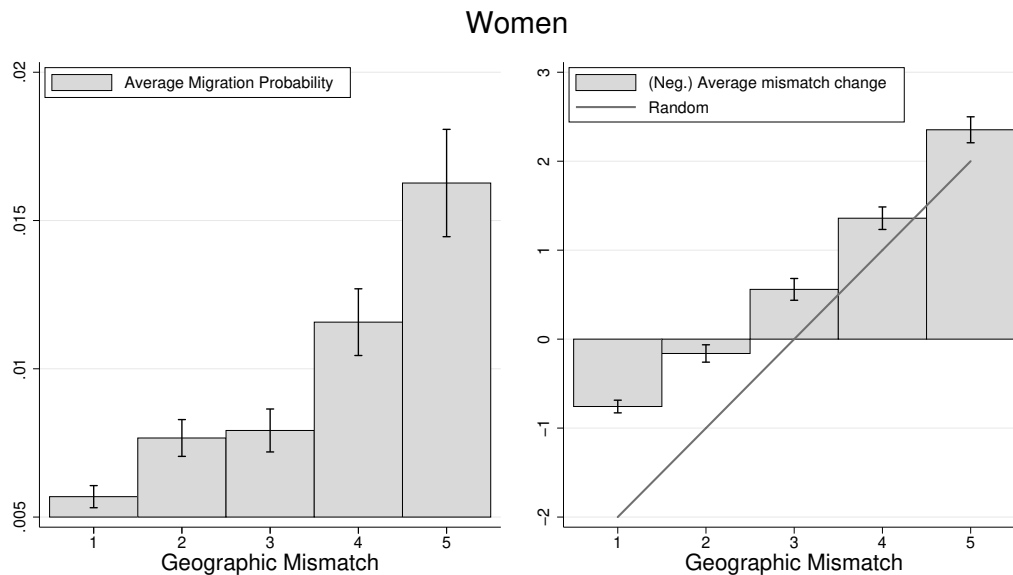 Women
Average Migration Probability
.02
.015
.01
.005
1 2 3 4 5
Geographic Mismatch
(Neg.) Average mismatch change
Random
3
2
1
0
−1
−2
1 2 3 4 5
Geographic Mismatch